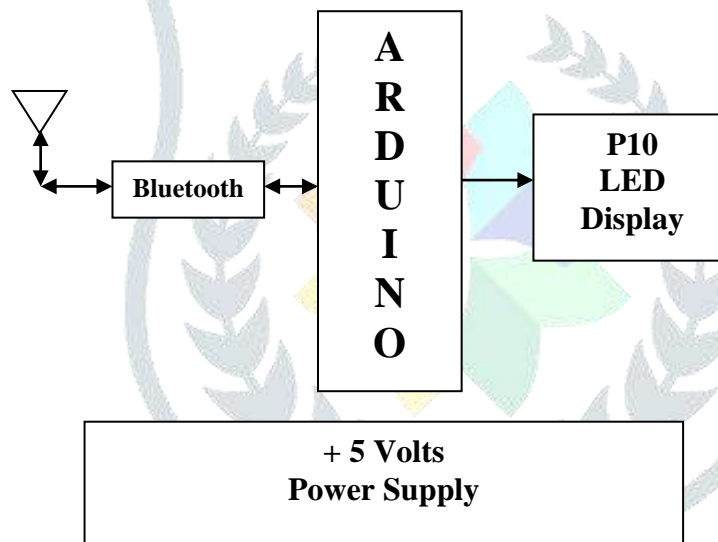 A
R
D
U
I
N
O
P10
LED
Display
Bluetooth
+ 5 Volts
Power Supply